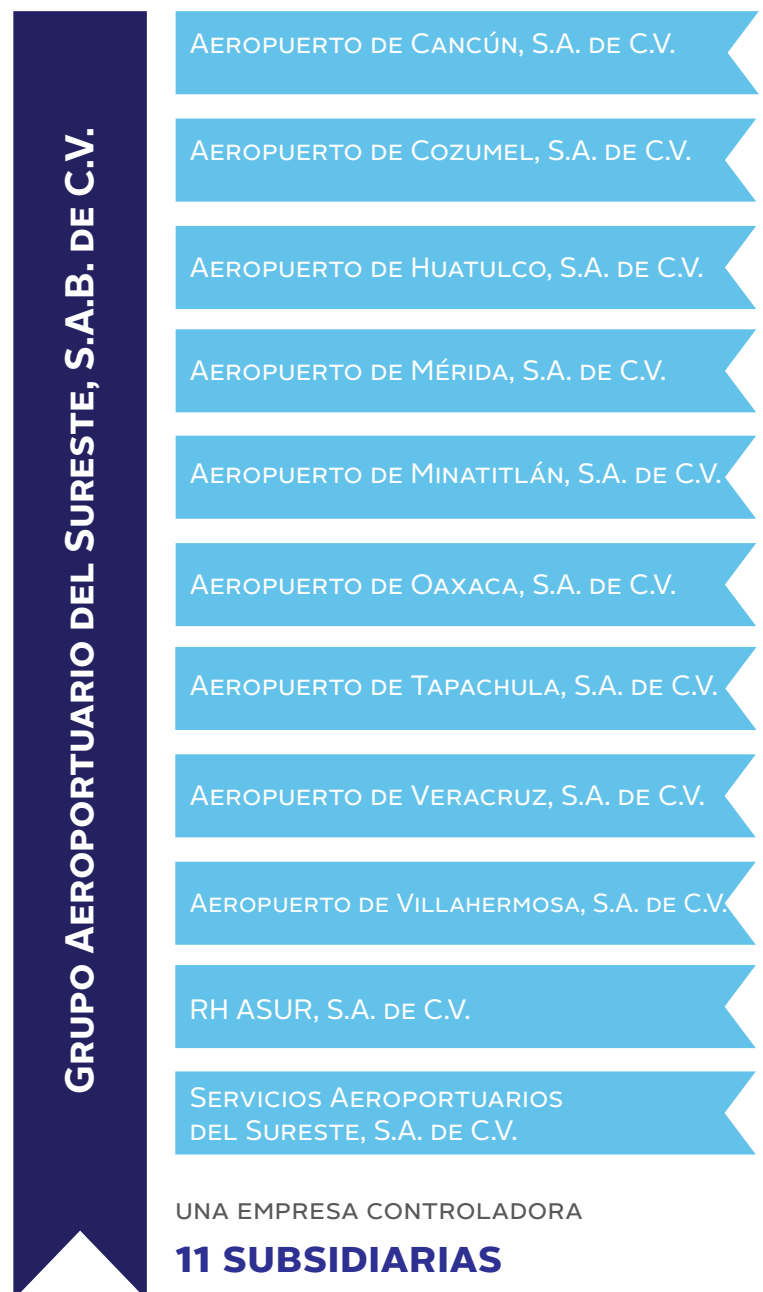 Grupo Aeroportuario del Sureste, S.A.B. de C.V.
Aeropuerto de Cancún, S.A. de C.V.
Aeropuerto de Cozumel, S.A. de C.V.
Aeropuerto de Huatulco, S.A. de C.V.
Aeropuerto de Mérida, S.A. de C.V.
Aeropuerto de Minatitlán, S.A. de C.V.
Aeropuerto de Oaxaca, S.A. de C.V.
Aeropuerto de Tapachula, S.A. de C.V.
Aeropuerto de Veracruz, S.A. de C.V.
Aeropuerto de Villahermosa, S.A. de C.V.
RH ASUR, S.A. de C.V.
Servicios Aeroportuarios
del Sureste, S.A. de C.V.
una empresa controladora
11 SUBSIDIARIAS